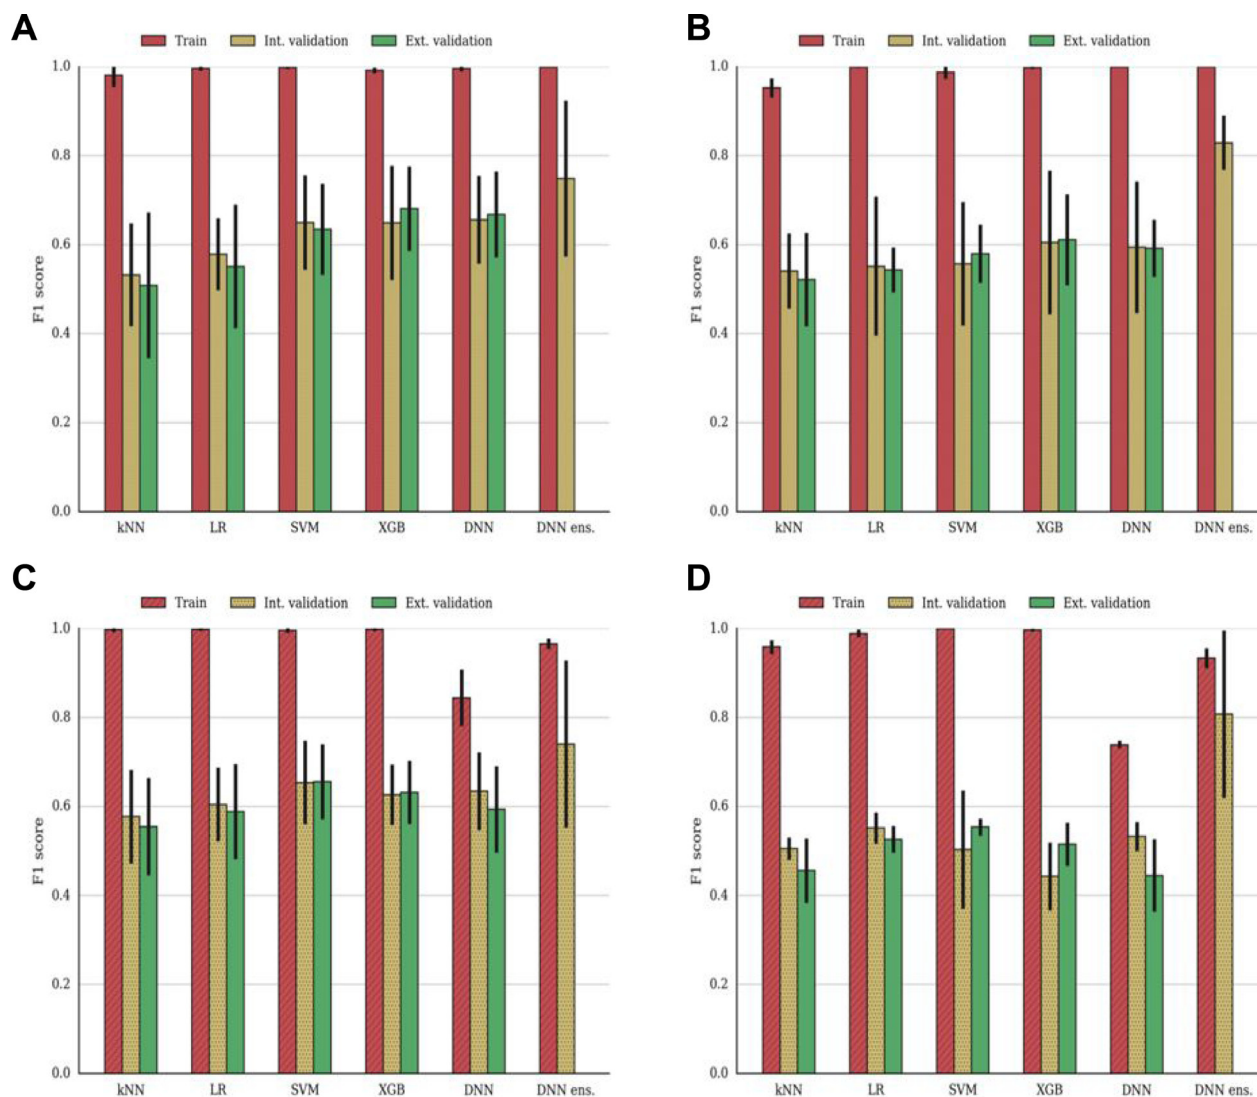 A
Train Int. validation Ext. validation
1.0
0.8
0.6
0.4
0.2
0.0
F1 score
kNN LR SVM XGB DNN DNN ens.
B
Train Int. validation Ext. validation
1.0
0.8
0.6
0.4
0.2
0.0
F1 score
kNN LR SVM XGB DNN DNN ens.
C
Train Int. validation Ext. validation
1.0
0.8
0.6
0.4
0.2
0.0
F1 score
kNN LR SVM XGB DNN DNN ens.
D
Train Int. validation Ext. validation
1.0
0.8
0.6
0.4
0.2
0.0
F1 score
kNN LR SVM XGB DNN DNN ens.